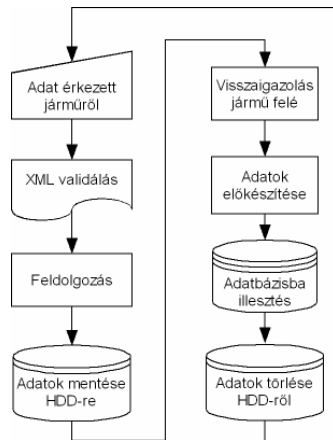 Adat érkezett
járműről
XML validálás
Feldolgozás
Adatok mentése
HDD-re
Visszaigazolás
jármű felé
Adatok
előkészítése
Adatbázisba
illesztés
Adatok törlése
HDD-ről